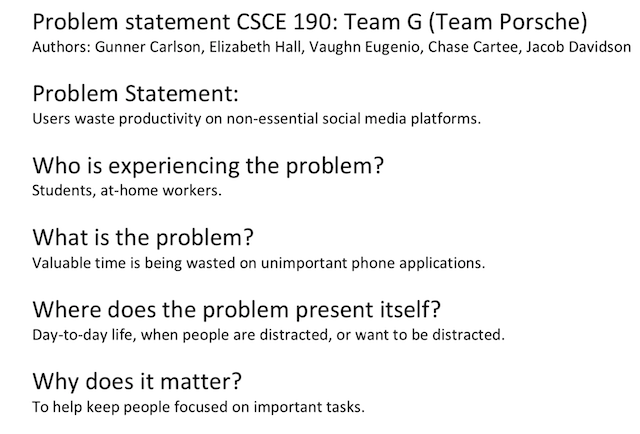 Problem statement CSCE 190: Team G (Team Porsche)
Authors: Gunner Carlson, Elizabeth Hall, Vaughn Eugenio, Chase Cartee, Jacob Davidson
Problem Statement:
Users waste productivity on non-essential social media platforms.
Who is experiencing the problem?
Students, at-home workers.
What is the problem?
Valuable time is being wasted on unimportant phone applications.
Where does the problem present itself?
Day-to-day life, when people are distracted, or want to be distracted.
Why does it matter?
To help keep people focused on important tasks.